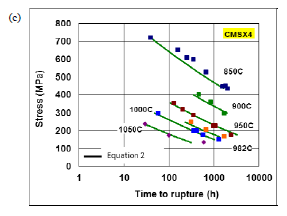 (c)
CMSX4
800
700
600
500
400
300
200
100
0
Stress (MPa)
850C
900C
1000C
950C
1050C
982C
Equation 2
1 10 100 1000 10000
Time to rupture (h)